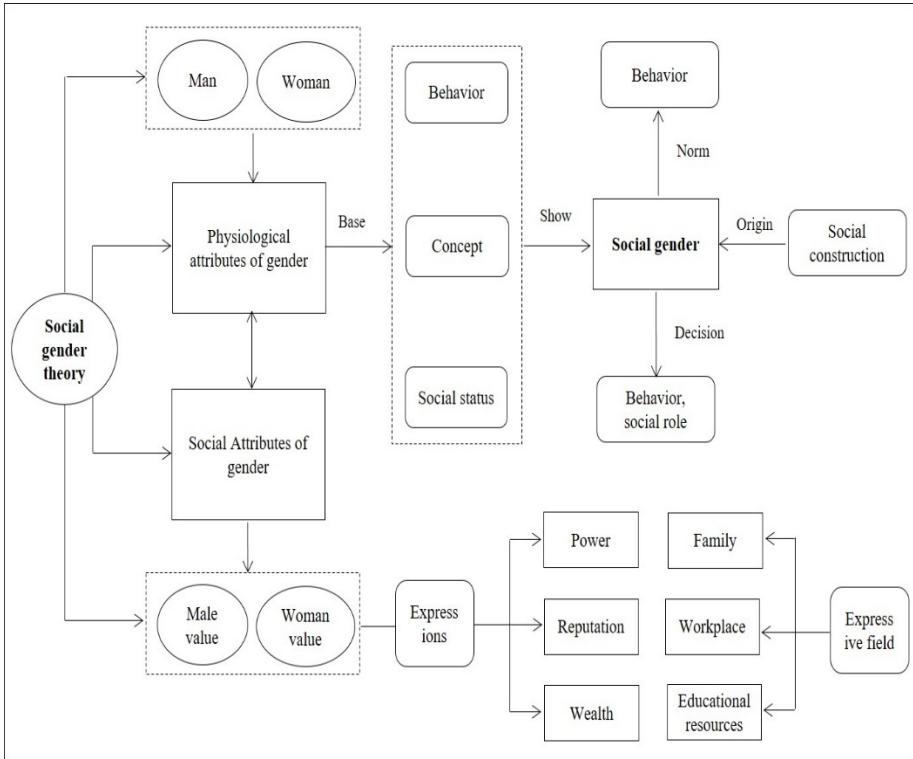 Man
Woman
Behavior
Behavior
Norm
Physiological
attributes of gender
Base
Concept
Show
Social gender
Origin
Social
construction
Social
gender
theory
Decision
Social status
Behavior,
social role
Social Attributes of
gender
Male
value
Woman
value
Express
ions
Power
Family
Reputation
Workplace
Express
ive field
Wealth
Educational
resources